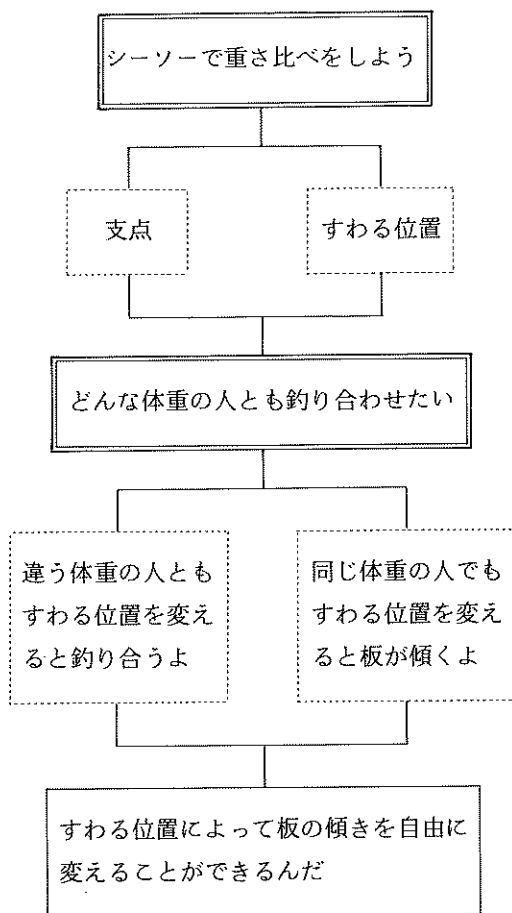 シーソーで重さ比べをしよう
支点
すわる位置
どんな体重の人とも釣り合わせたい
違う体重の人とも
すわる位置を変え
ると釣り合うよ
同じ体重の人でも
すわる位置を変え
ると板が傾くよ
すわる位置によって板の傾きを自由に
変えることができるんだ